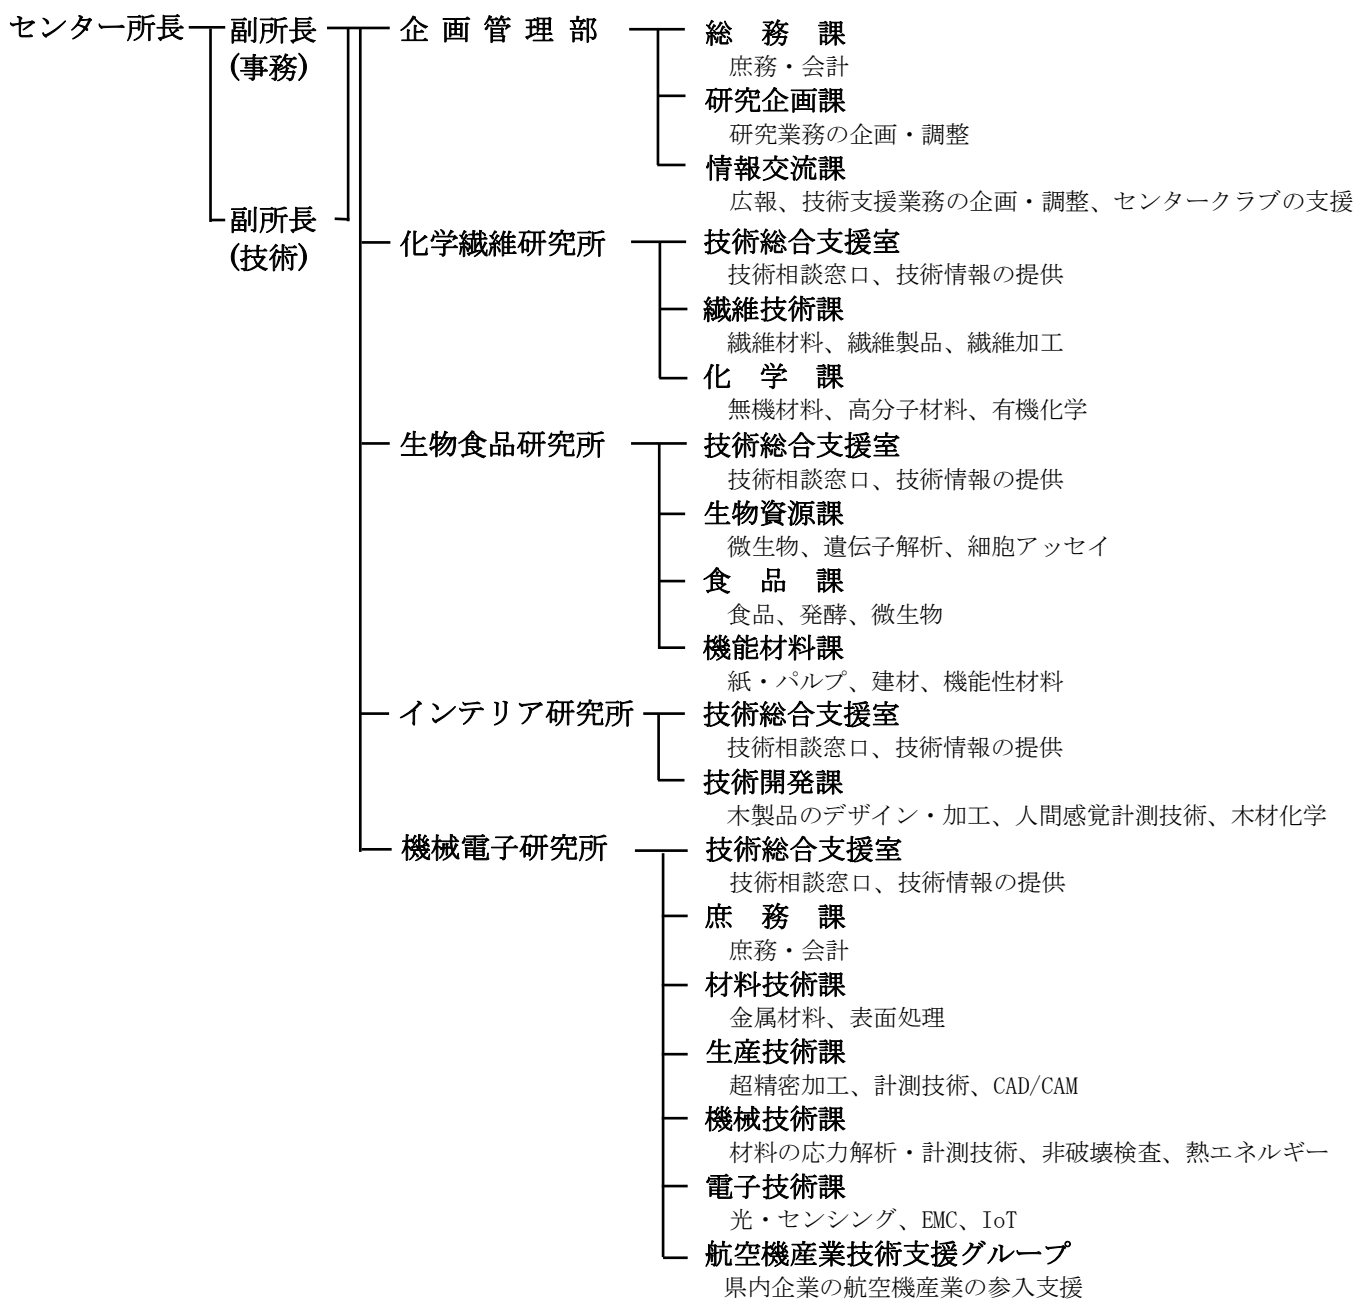 センター所長
副所長
(事務)
副所長
(技術)
企画管理部
総務課
庶務・会計
研究企画課
研究業務の企画・調整
情報交流課
広報、技術支援業務の企画・調整、センタークラブの支援
化学繊維研究所
技術総合支援室
技術相談窓口、技術情報の提供
繊維技術課
繊維材料、繊維製品、繊維加工
化学課
無機材料、高分子材料、有機化学
生物食品研究所
技術総合支援室
技術相談窓口、技術情報の提供
生物資源課
微生物、遺伝子解析、細胞アッセイ
食品課
食品、発酵、微生物
機能材料課
紙・パルプ、建材、機能性材料
インテリア研究所
技術総合支援室
技術相談窓口、技術情報の提供
技術開発課
木製品のデザイン・加工、人間感覚計測技術、木材化学
機械電子研究所
技術総合支援室
技術相談窓口、技術情報の提供
庶務課
庶務・会計
材料技術課
金属材料、表面処理
生産技術課
超精密加工、計測技術、CAD/CAM
機械技術課
材料の応力解析・計測技術、非破壊検査、熱エネルギー
電子技術課
光・センシング、EMC、IoT
航空機産業技術支援グループ
県内企業の航空機産業の参入支援